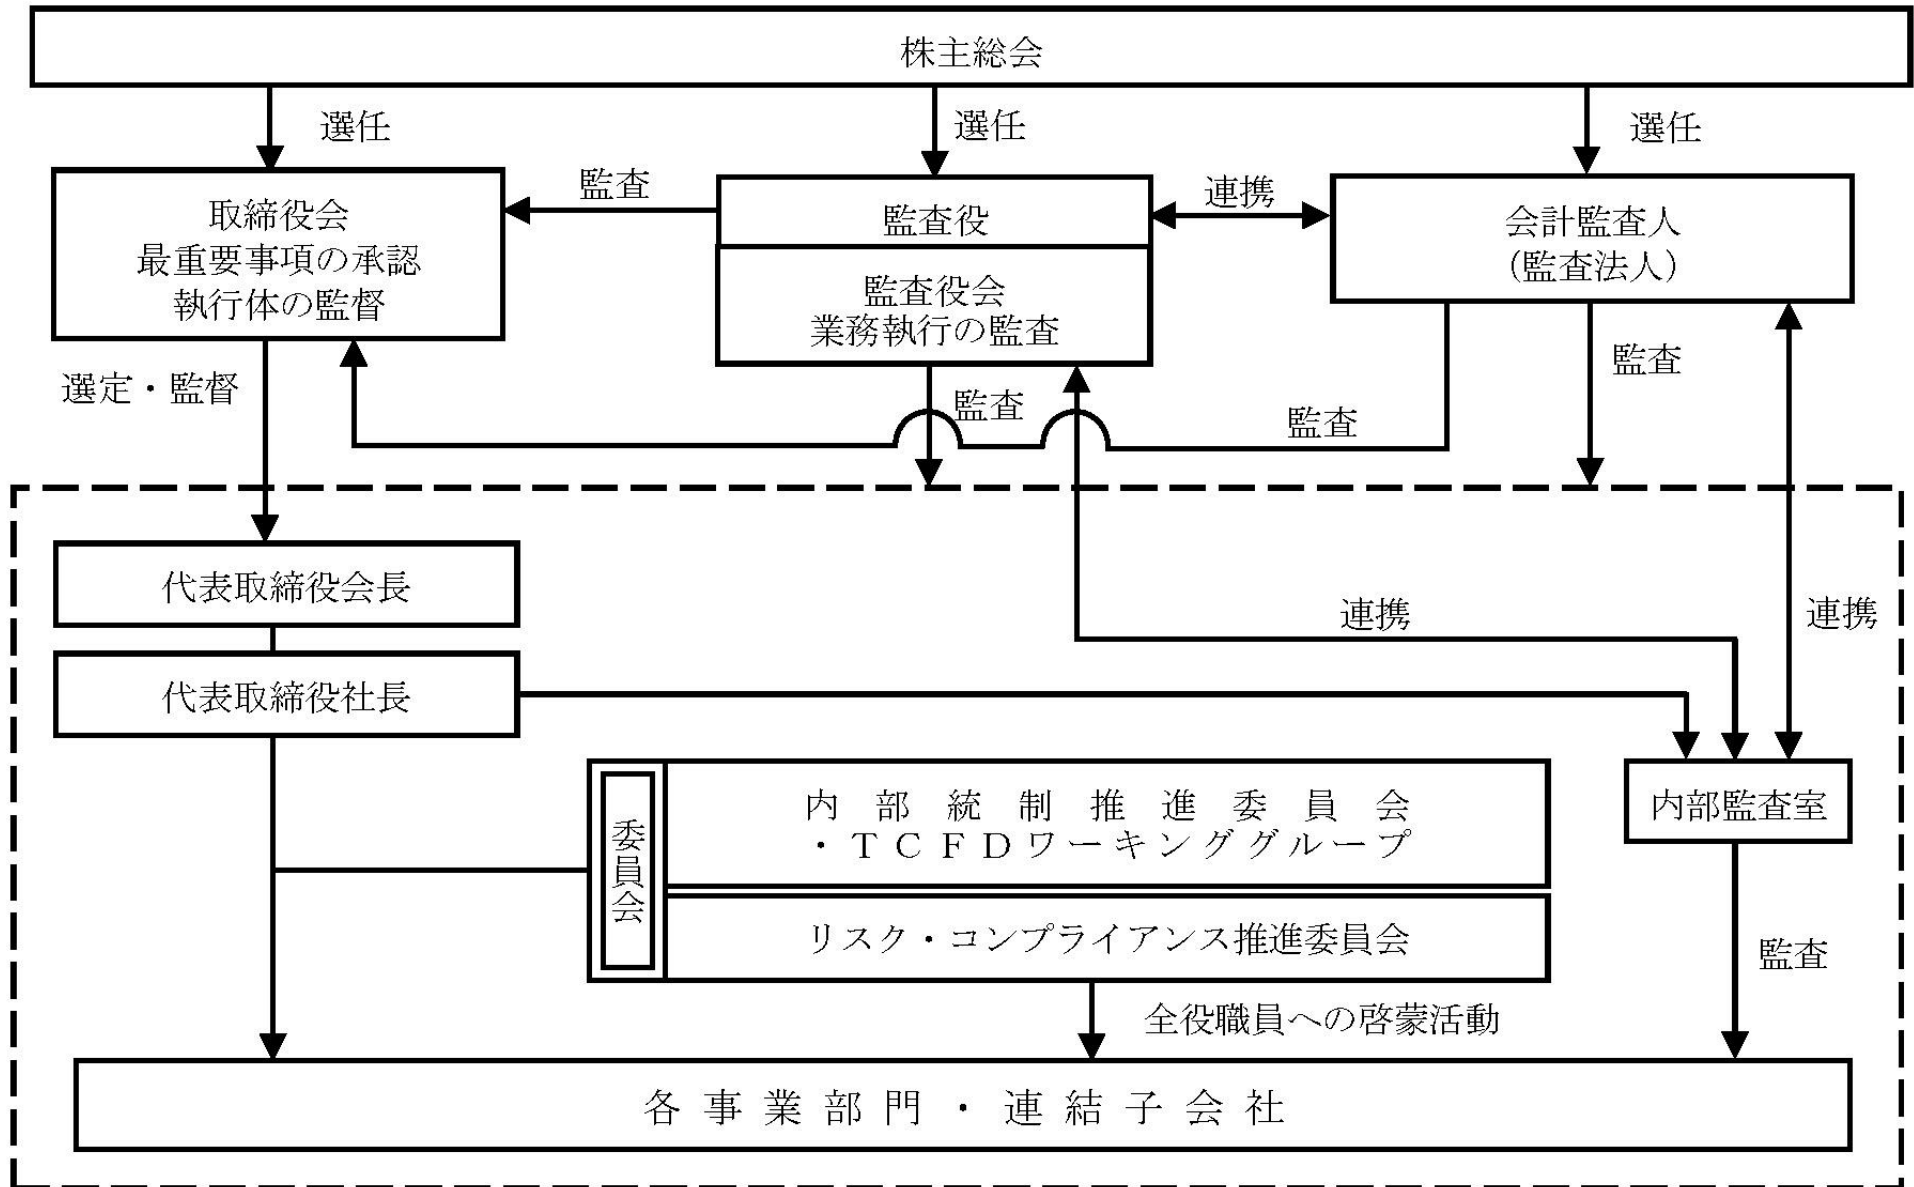 株主総会
選任
選任
選任
取締役会
最重要事項の承認
執行体の監督
監査
監査役
監査役会
業務執行の監査
連携
会計監査人
（監査法人）
選定・監督
監査
監査
監査
代表取締役会長
代表取締役社長
連携
連携
委員会
内部統制推進委員会
・TCFDワーキンググループ
リスク・コンプライアンス推進委員会
内部監査室
監査
全役職員への啓蒙活動
各事業部門・連結子会社